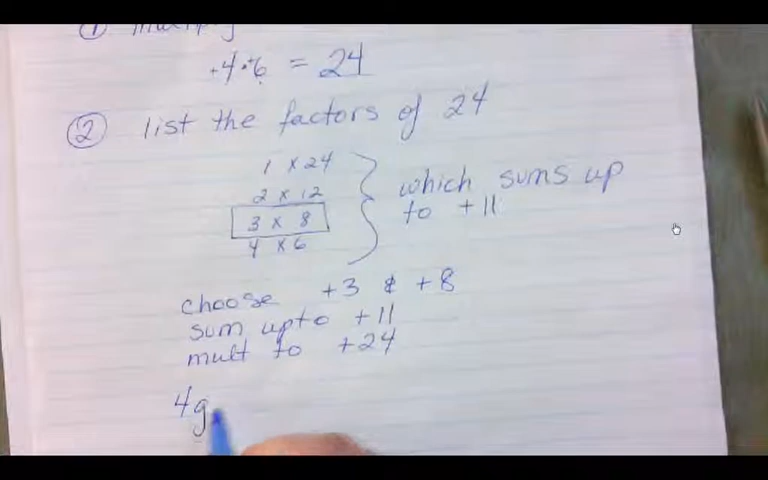 ①
+4·+6 = 24
② list the factors of 24
1 x 24
2 x 12
3 x 8
4 x 6
which sums up
to +11
choose +3 & +8
sum upto +11
mult to +24
4g